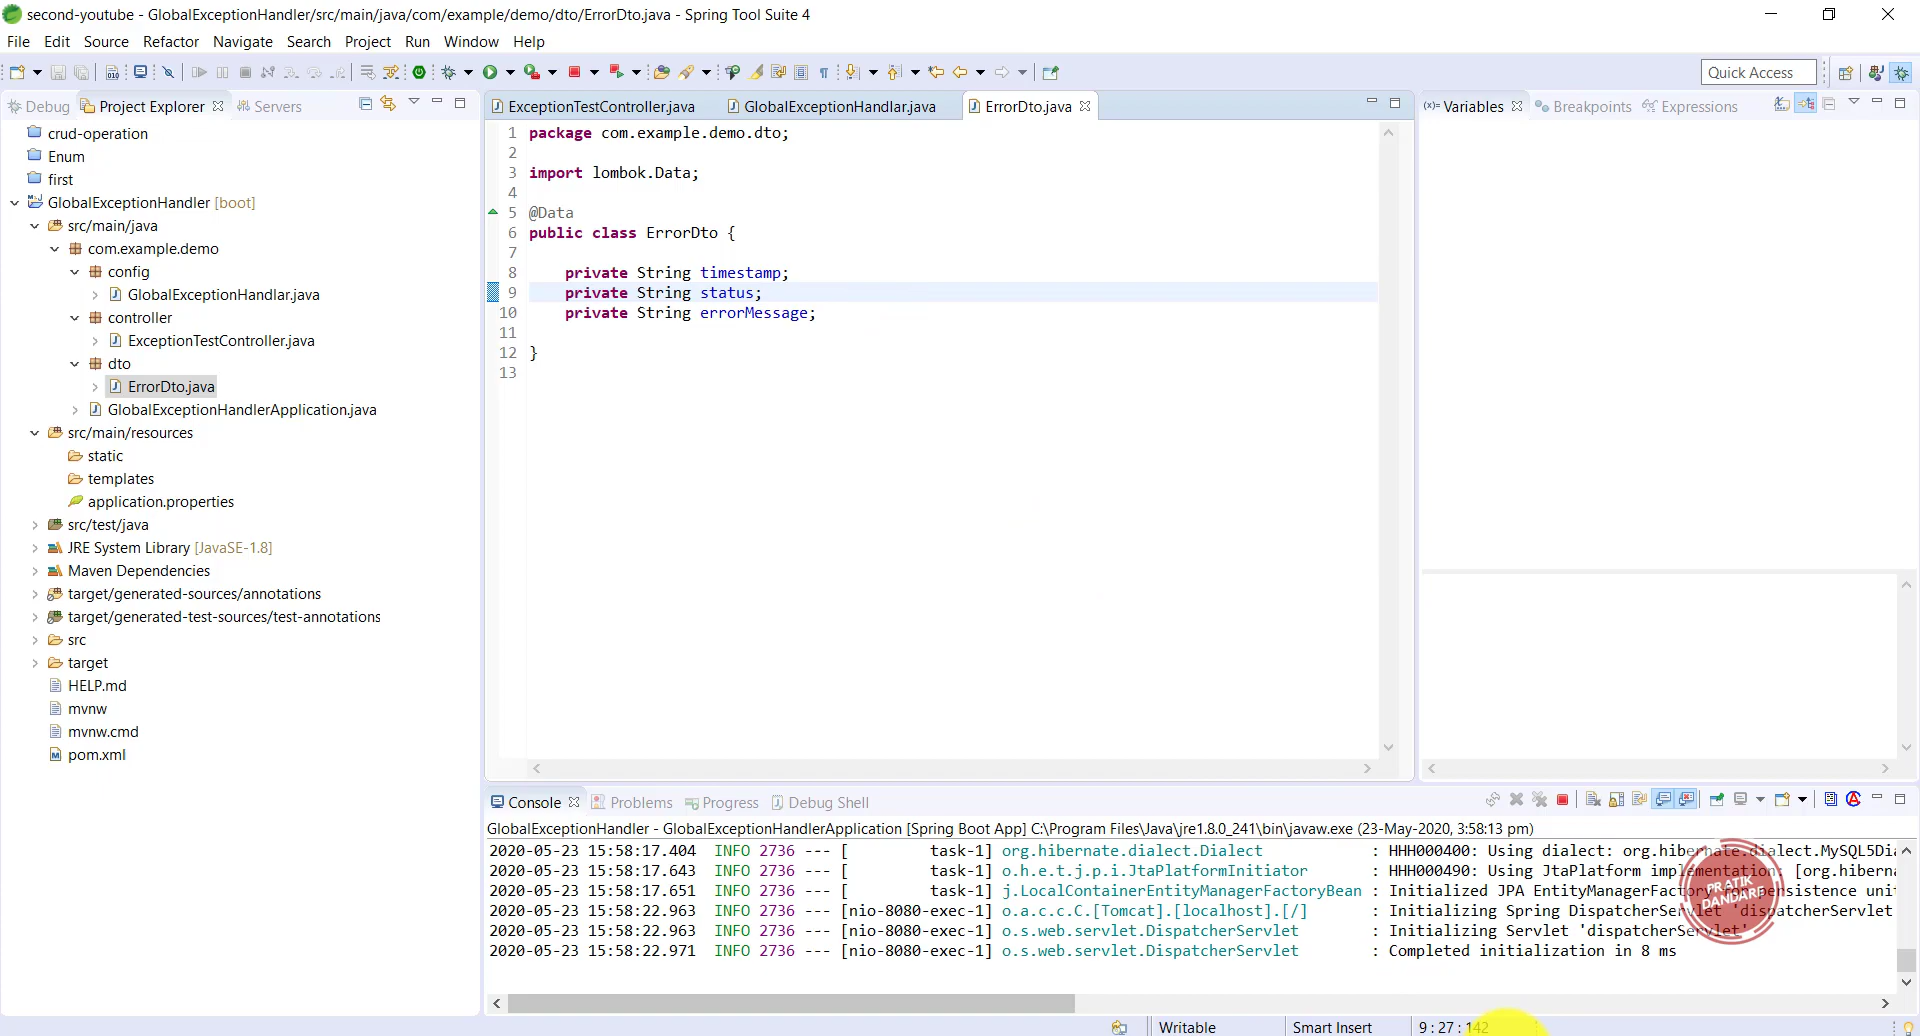 second-youtube - GlobalExceptionHandler/src/main/java/com/example/demo/dto/ErrorDto.java - Spring Tool Suite 4
File Edit Source Refactor Navigate Search Project Run Window Help
Quick Access
Debug Project Explorer Servers
crud-operation
Enum
first
GlobalExceptionHandler [boot]
src/main/java
com.example.demo
config
GlobalExceptionHandlar.java
controller
ExceptionTestController.java
dto
ErrorDto.java
GlobalExceptionHandlerApplication.java
src/main/resources
static
templates
application.properties
src/test/java
JRE System Library [JavaSE-1.8]
Maven Dependencies
target/generated-sources/annotations
target/generated-test-sources/test-annotations
src
target
HELP.md
mvnw
mvnw.cmd
pom.xml
ExceptionTestController.java GlobalExceptionHandlar.java ErrorDto.java
1 package com.example.demo.dto;
2
3 import lombok.Data;
4
5 @Data
6 public class ErrorDto {
7
8 private String timestamp;
9 private String status;
10 private String errorMessage;
11
12 }
13
(x)= Variables Breakpoints Expressions
Console Problems Progress Debug Shell
GlobalExceptionHandler - GlobalExceptionHandlerApplication [Spring Boot App] C:\Program Files\Java\jre1.8.0_241\bin\javaw.exe (23-May-2020, 3:58:13 pm)
2020-05-23 15:58:17.404 INFO 2736 --- [ task-1] org.hibernate.dialect.Dialect : HHH000400: Using dialect: org.hibernate.dialect.MySQL5Dia
2020-05-23 15:58:17.643 INFO 2736 --- [ task-1] o.h.e.t.j.p.i.JtaPlatformInitiator : HHH000490: Using JtaPlatform implementation: [org.hiberna
2020-05-23 15:58:17.651 INFO 2736 --- [ task-1] j.LocalContainerEntityManagerFactoryBean : Initialized JPA EntityManagerFactory for persistence unit
2020-05-23 15:58:22.963 INFO 2736 --- [nio-8080-exec-1] o.a.c.c.C.[Tomcat].[localhost].[/] : Initializing Spring DispatcherServlet 'dispatcherServlet
2020-05-23 15:58:22.963 INFO 2736 --- [nio-8080-exec-1] o.s.web.servlet.DispatcherServlet : Initializing Servlet 'dispatcherServlet'
2020-05-23 15:58:22.971 INFO 2736 --- [nio-8080-exec-1] o.s.web.servlet.DispatcherServlet : Completed initialization in 8 ms
PRATIK
DANDARE
Writable Smart Insert 9 : 27 : 142